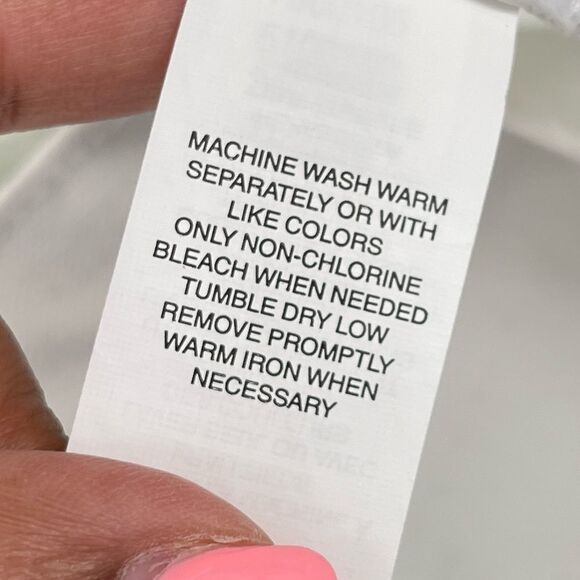 MACHINE WASH WARM
SEPARATELY OR WITH
LIKE COLORS
ONLY NON-CHLORINE
BLEACH WHEN NEEDED
TUMBLE DRY LOW
REMOVE PROMPTLY
WARM IRON WHEN
NECESSARY